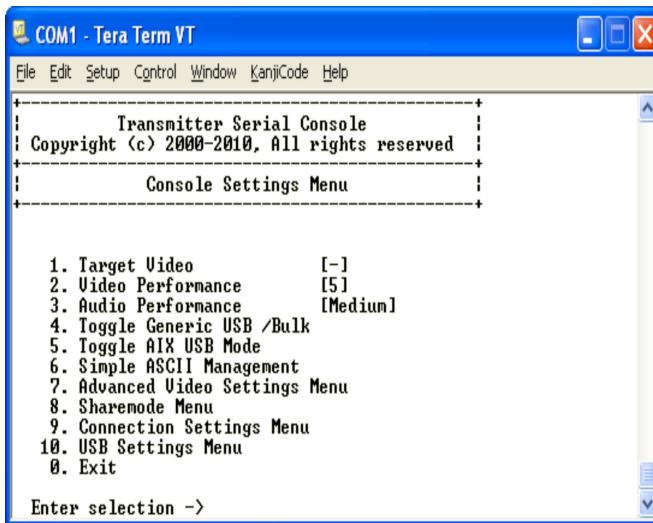 COM1 - Tera Term VT
File Edit Setup Control Window KanjiCode Help
Transmitter Serial Console
Copyright (c) 2000-2010, All rights reserved
Console Settings Menu
1. Target Video [-]
2. Video Performance [5]
3. Audio Performance [Medium]
4. Toggle Generic USB /Bulk
5. Toggle AIX USB Mode
6. Simple ASCII Management
7. Advanced Video Settings Menu
8. Sharemode Menu
9. Connection Settings Menu
10. USB Settings Menu
0. Exit
Enter selection ->